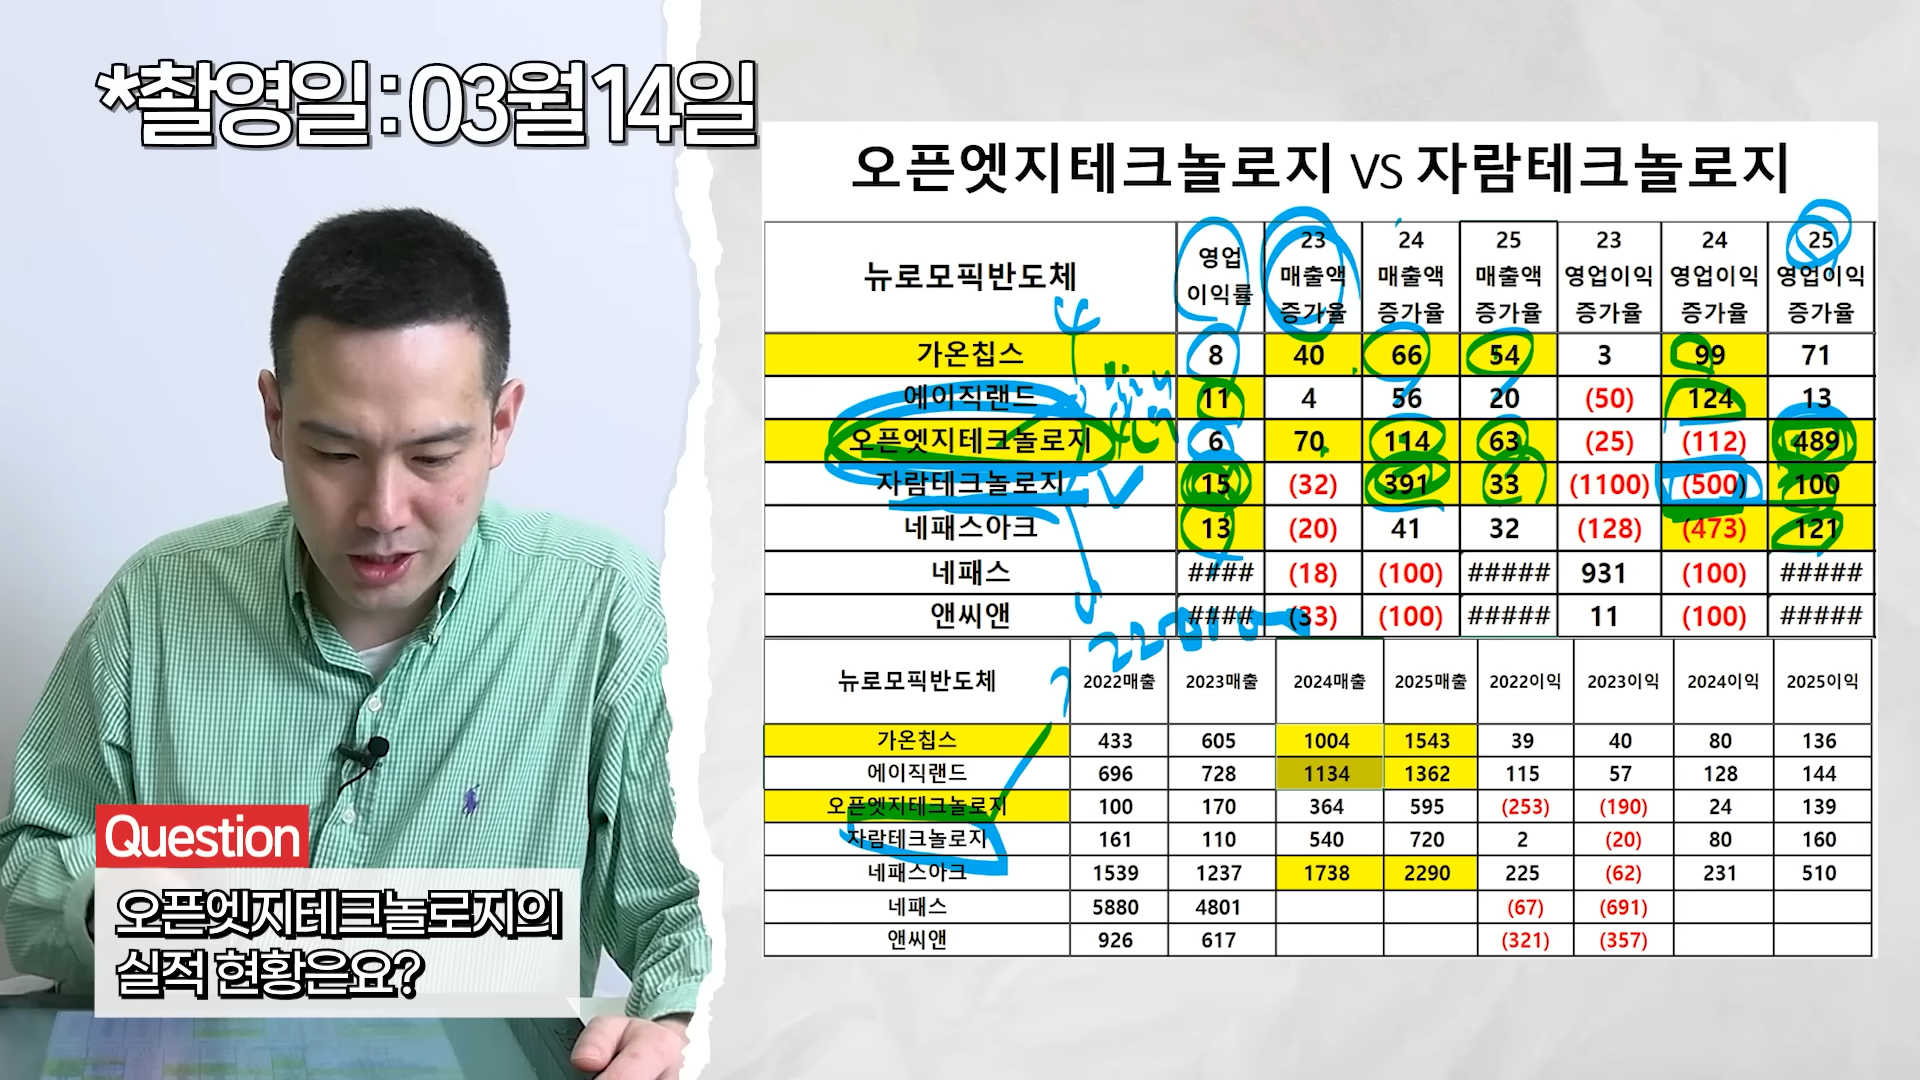 *촬영일 : 03월 14일
오픈엣지테크놀로지 VS 자람테크놀로지
뉴로모픽반도체 영업이익률 23 매출액 증가율 24 매출액 증가율 25 매출액 증가율 23 영업이익 증가율 24 영업이익 증가율 25 영업이익 증가율
가온칩스 8 40 66 54 3 99 71
에이직랜드 11 4 56 20 (50) 124 13
오픈엣지테크놀로지 6 70 114 63 (25) (112) 489
자람테크놀로지 15 (32) 391 33 (1100) (500) 100
네패스아크 13 (20) 41 32 (128) (473) 121
네패스 #### (18) (100) ##### 931 (100) #####
앤씨앤 #### (33) (100) ##### 11 (100) #####
뉴로모픽반도체 2022매출 2023매출 2024매출 2025매출 2022이익 2023이익 2024이익 2025이익
가온칩스 433 605 1004 1543 39 40 80 136
에이직랜드 696 728 1134 1362 115 57 128 144
오픈엣지테크놀로지 100 170 364 595 (253) (190) 24 139
자람테크놀로지 161 110 540 720 2 (20) 80 160
네패스아크 1539 1237 1738 2290 225 (62) 231 510
네패스 5880 4801 (67) (691)
앤씨앤 926 617 (321) (357)
Question
오픈엣지테크놀로지의
실적 현황은요?